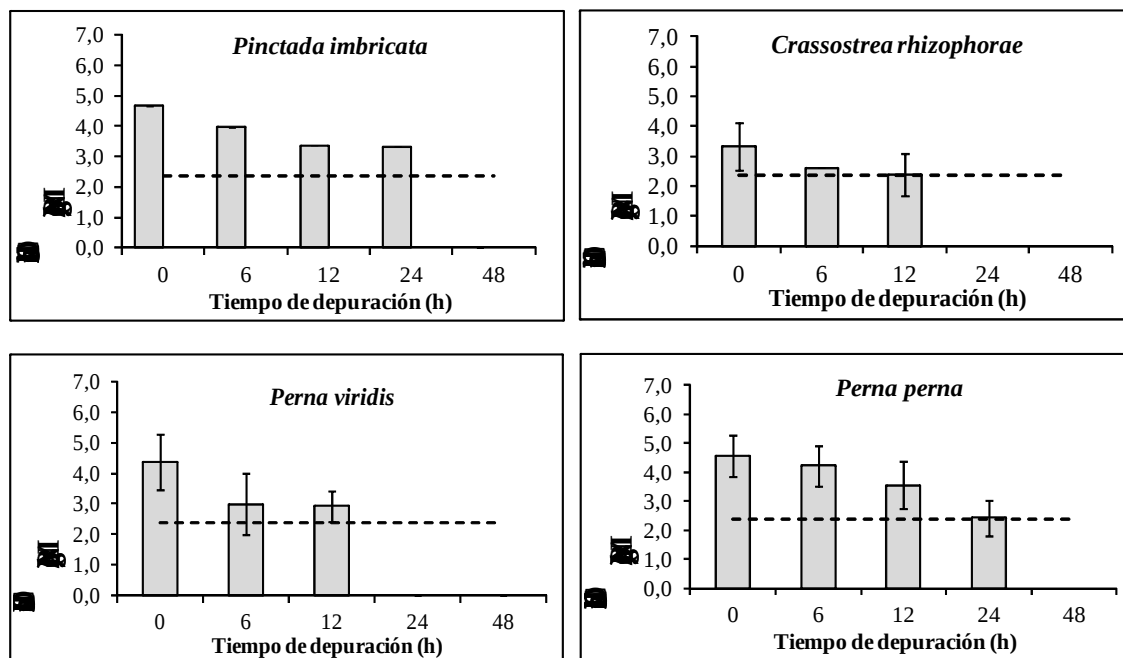 Pinctada imbricata
7,0
6,0
5,0
4,0
3,0
2,0
1,0
0,0
0 6 12 24 48
Tiempo de depuración (h)
Crassostrea rhizophorae
7,0
6,0
5,0
4,0
3,0
2,0
1,0
0,0
0 6 12 24 48
Tiempo de depuración (h)
Perna viridis
7,0
6,0
5,0
4,0
3,0
2,0
1,0
0,0
0 6 12 24 48
Tiempo de depuración (h)
Perna perna
7,0
6,0
5,0
4,0
3,0
2,0
1,0
0,0
0 6 12 24 48
Tiempo de depuración (h)